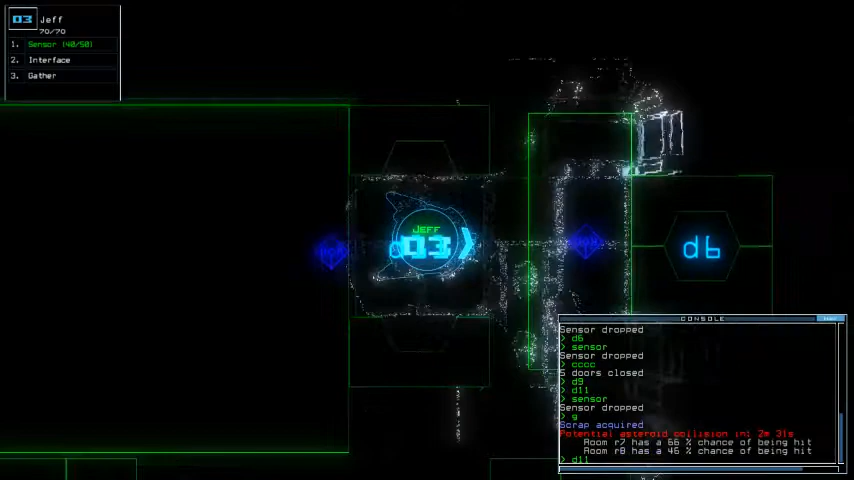 03 Jeff
70/70
1. Sensor (40/50)
2. Interface
3. Gather
JEFF
03
d6
CONSOLE
Sensor dropped
> d6
> sensor
Sensor dropped
> cccc
5 doors closed
> d9
> d11
> sensor
Sensor dropped
> g
Scrap acquired
Potential asteroid collision in: 2m 31s
Room r7 has a 66 % chance of being hit
Room r8 has a 46 % chance of being hit
> d11